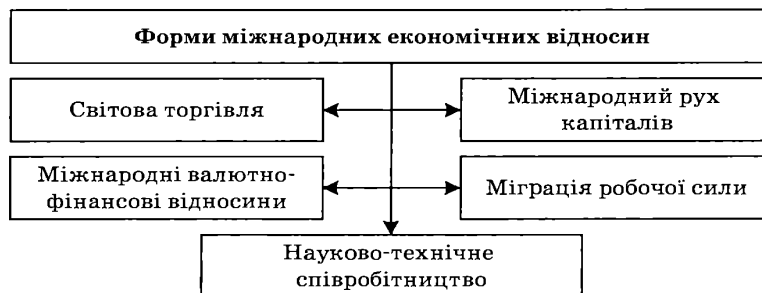 Форми міжнародних економічних відносин
Світова торгівля
Міжнародний рух
капіталів
Міжнародні валютно-
фінансові відносини
Міграція робочої сили
Науково-технічне
співробітництво